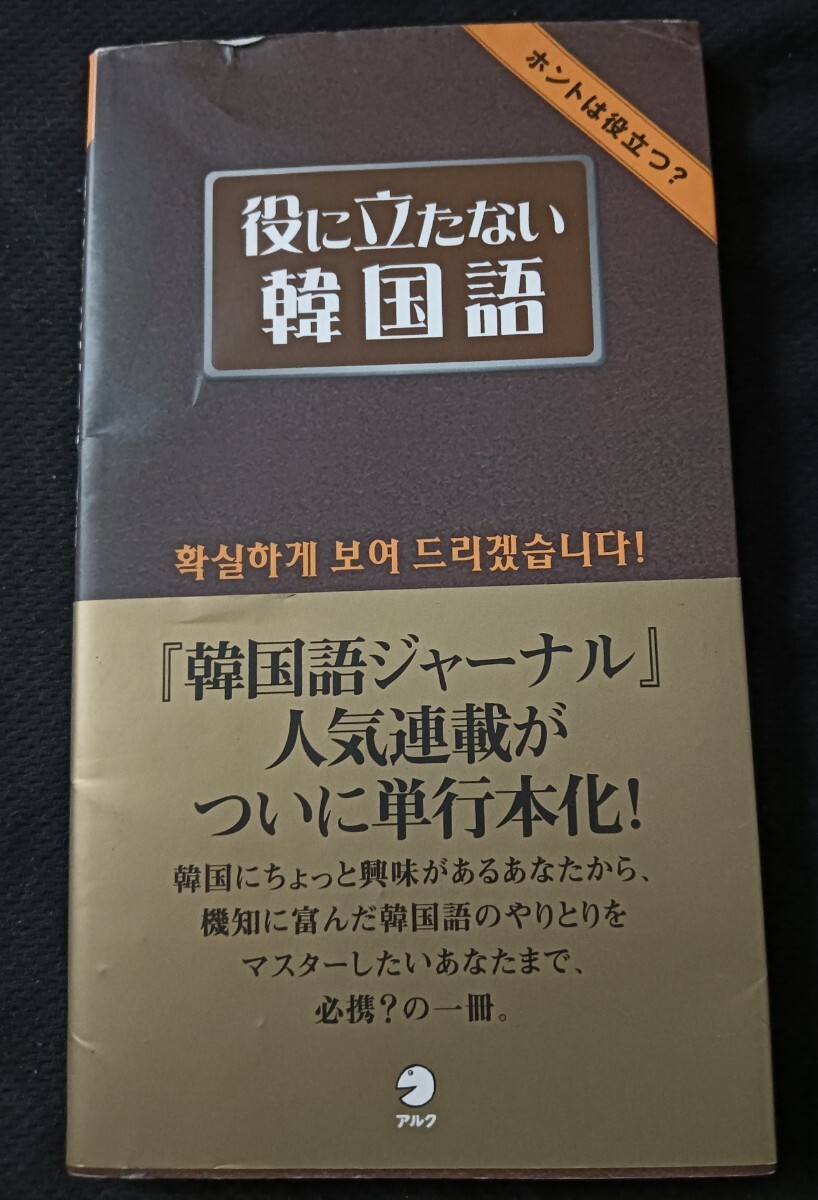 ホントは役立つ?
役に立たない
韓国語
확실하게 보여 드리겠습니다!
『韓国語ジャーナル』
人気連載が
ついに単行本化!
韓国にちょっと興味があるあなたから、
機知に富んだ韓国語のやりとりを
マスターしたいあなたまで、
必携?の一冊。
アルク